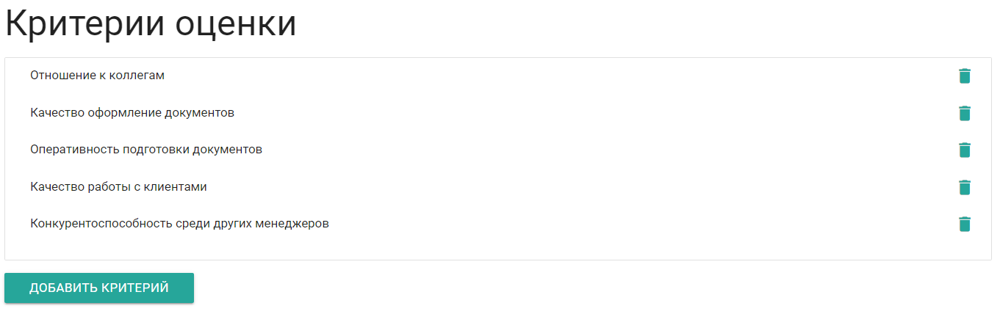 Критерии оценки
Отношение к коллегам
Качество оформление документов
Оперативность подготовки документов
Качество работы с клиентами
Конкурентоспособность среди других менеджеров
ДОБАВИТЬ КРИТЕРИЙ